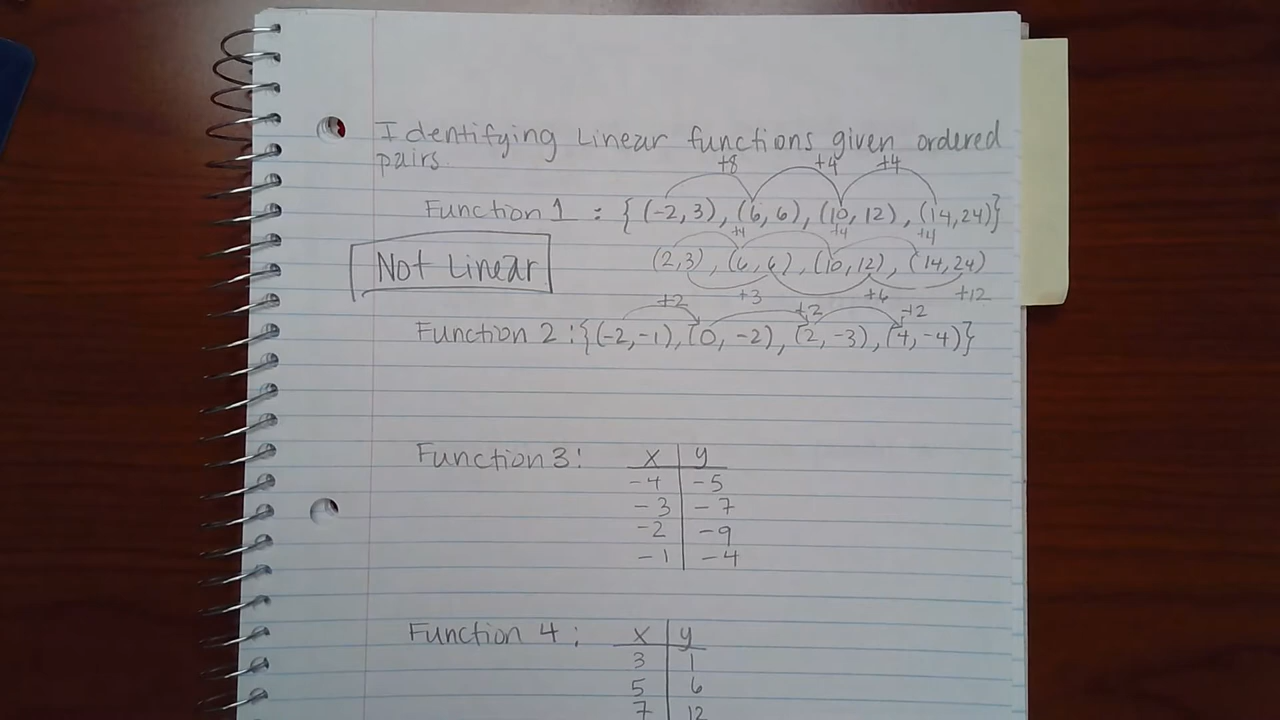 Identifying Linear functions given ordered
pairs.
+8 +4 +4
Function 1 : {(-2,3), (6,6), (10,12), (14,24)}
+4 +4 +4
Not Linear
(2,3), (6,6), (10,12), (14,24)
+3 +6 +12
+2 +2 +2
Function 2 : {(-2,-1), (0,-2), (2,-3), (4,-4)}
Function 3: x y
-4 -5
-3 -7
-2 -9
-1 -4
Function 4: x y
3 1
5 6
7 12